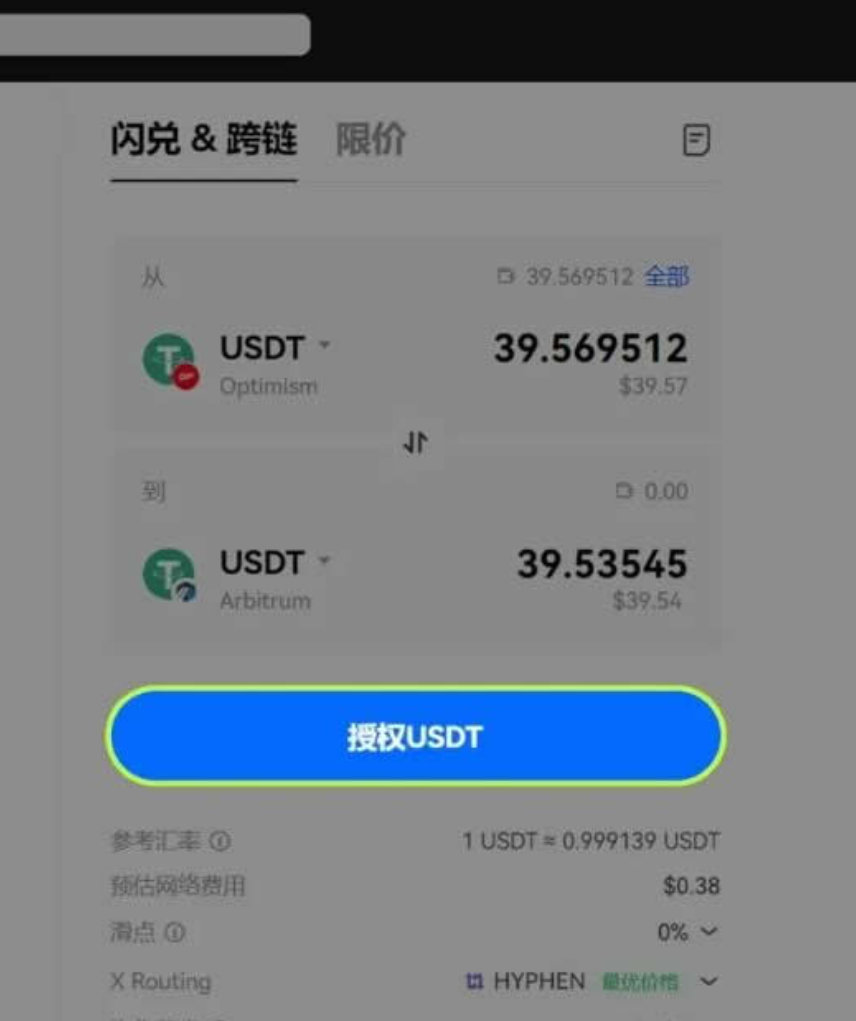 闪兑 & 跨链 限价
从 39.569512 全部
USDT 39.569512
Optimism $39.57
到 0.00
USDT 39.53545
Arbitrum $39.54
授权USDT
参考汇率 1 USDT ≈ 0.999139 USDT
预估网络费用 $0.38
滑点 0%
X Routing HYPHEN 最优价格